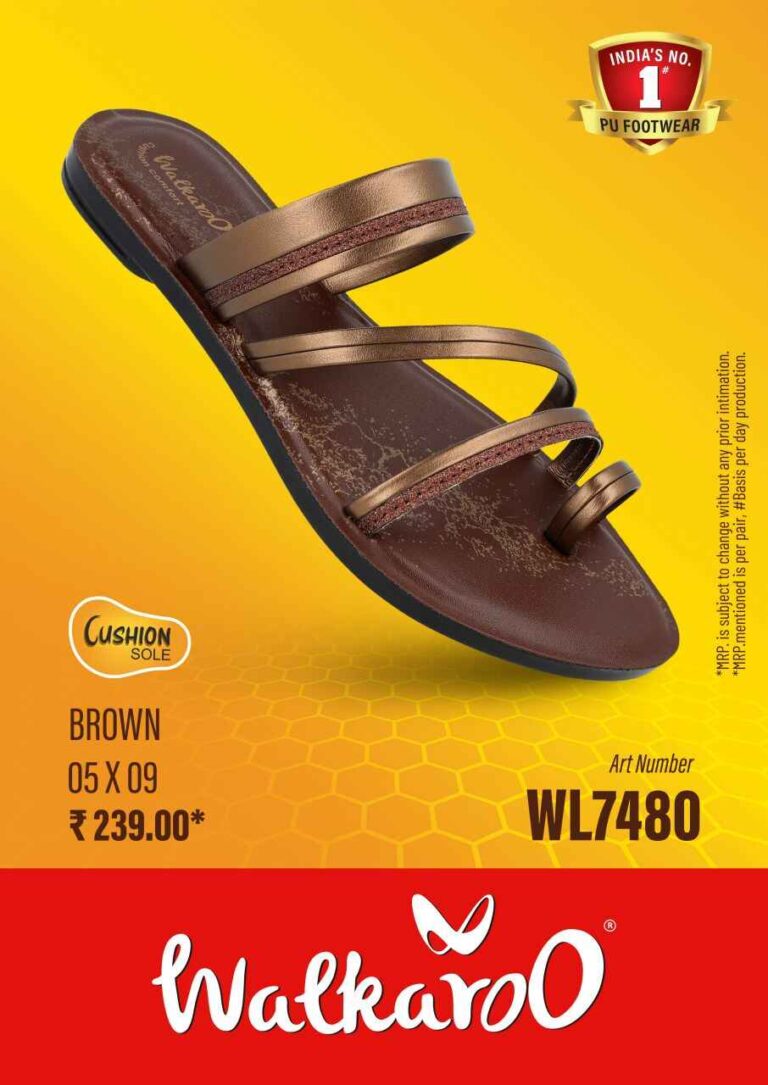 INDIA'S NO.
1#
PU FOOTWEAR
Walkaroo
*MRP. is subject to change without any prior intimation.
*MRP.mentioned is per pair, #Basis per day production.
CUSHION
SOLE
BROWN
05 X 09
₹ 239.00*
Art Number
WL7480
Walkaroo®